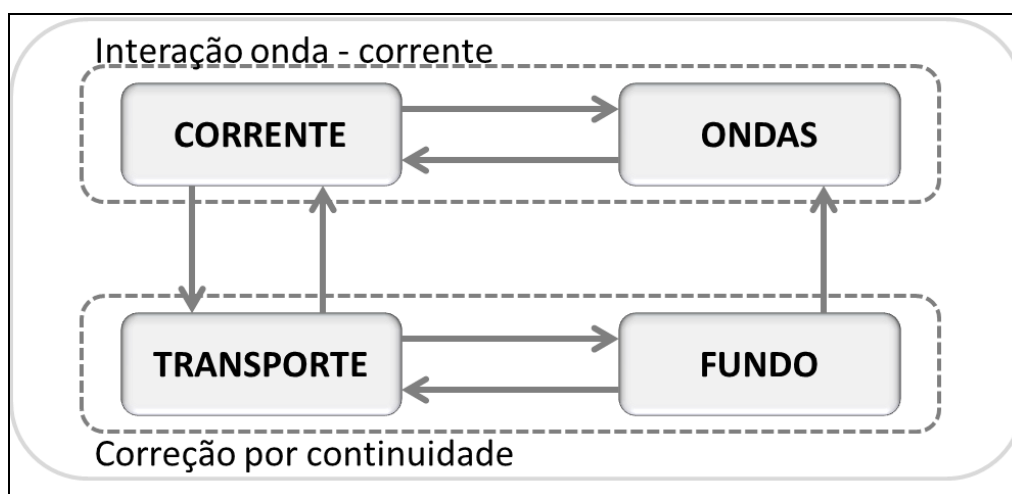 Interação onda - corrente
CORRENTE
ONDAS
TRANSPORTE
FUNDO
Correção por continuidade